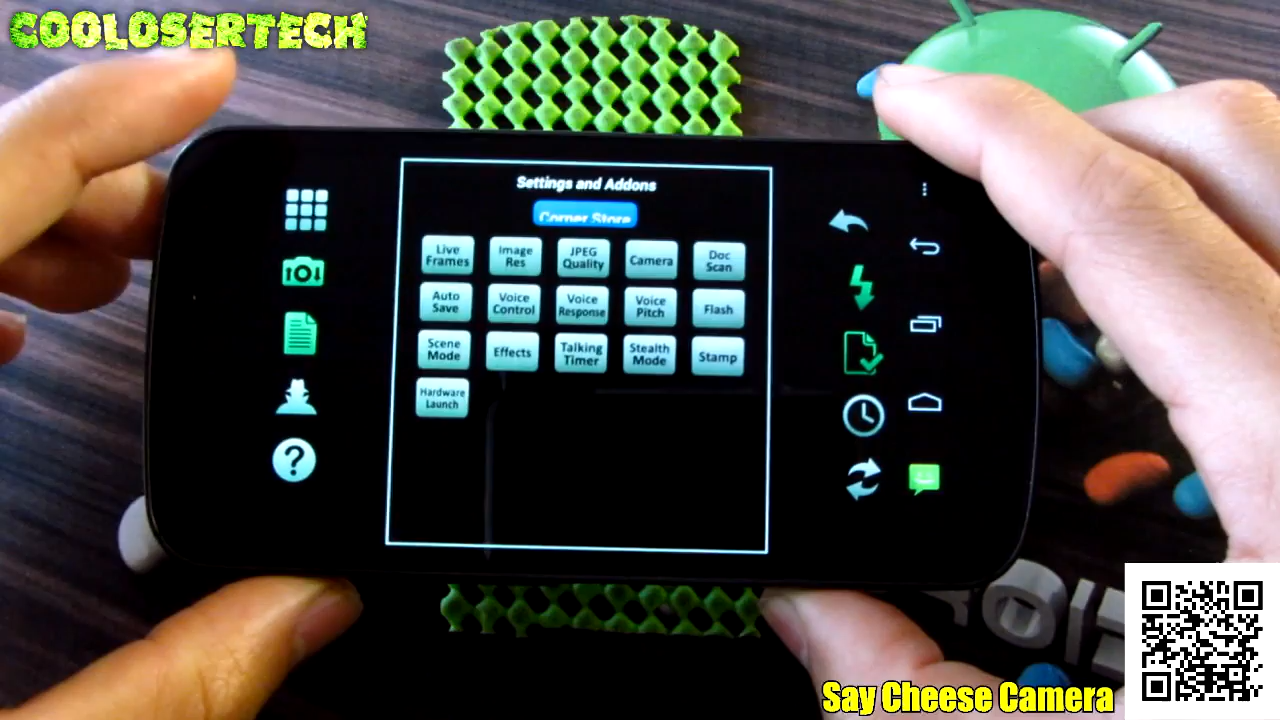 COOLOSERTECH
Settings and Addons
Corner Store
Live Frames
Image Res
JPEG Quality
Camera
Doc Scan
Auto Save
Voice Control
Voice Response
Voice Pitch
Flash
Scene Mode
Effects
Talking Timer
Stealth Mode
Stamp
Hardware Launch
?
Say Cheese Camera